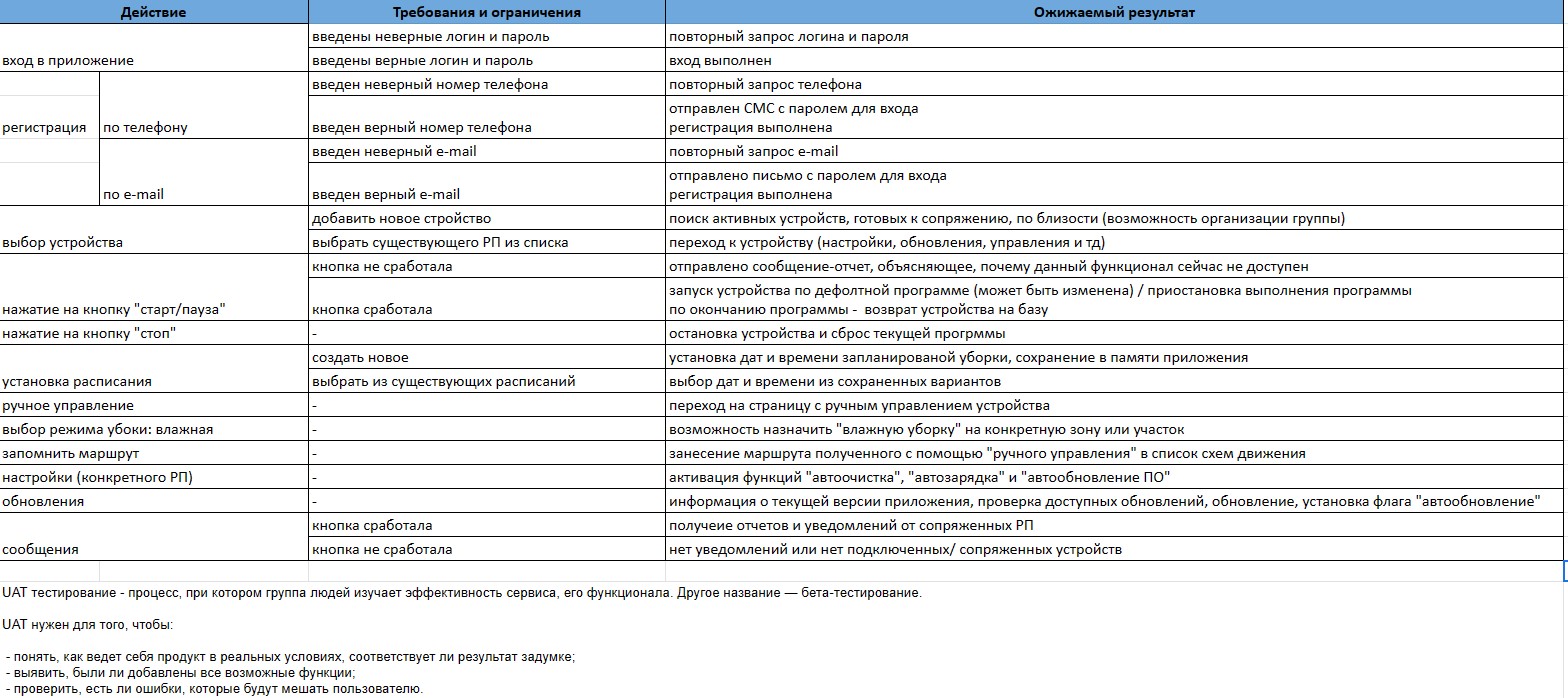 Действие Требования и ограничения Ожижаемый результат
введены неверные логин и пароль повторный запрос логина и пароля
вход в приложение введены верные логин и пароль вход выполнен
введен неверный номер телефона повторный запрос телефона
отправлен СМС с паролем для входа
регистрация по телефону введен верный номер телефона регистрация выполнена
введен неверный e-mail повторный запрос e-mail
отправлено письмо с паролем для входа
по e-mail введен верный e-mail регистрация выполнена
добавить новое стройство поиск активных устройств, готовых к сопряжению, по близости (возможность организации группы)
выбор устройства выбрать существующего РП из списка переход к устройству (настройки, обновления, управления и тд)
кнопка не сработала отправлено сообщение-отчет, объясняющее, почему данный функционал сейчас не доступен
запуск устройства по дефолтной программе (может быть изменена) / приостановка выполнения программы
нажатие на кнопку "старт/пауза" кнопка сработала по окончанию программы - возврат устройства на базу
нажатие на кнопку "стоп" - остановка устройства и сброс текущей прогрммы
создать новое установка дат и времени запланированой уборки, сохранение в памяти приложения
установка расписания выбрать из существующих расписаний выбор дат и времени из сохраненных вариантов
ручное управление - переход на страницу с ручным управлением устройства
выбор режима убоки: влажная - возможность назначить "влажную уборку" на конкретную зону или участок
запомнить маршрут - занесение маршрута полученного с помощью "ручного управления" в список схем движения
настройки (конкретного РП) - активация функций "автоочистка", "автозарядка" и "автообновление ПО"
обновления - информация о текущей версии приложения, проверка доступных обновлений, обновление, установка флага "автообновление"
кнопка сработала получеие отчетов и уведомлений от сопряженных РП
сообщения кнопка не сработала нет уведомлений или нет подключенных/ сопряженных устройств
UAT тестирование - процесс, при котором группа людей изучает эффективность сервиса, его функционала. Другое название — бета-тестирование.
UAT нужен для того, чтобы:
- понять, как ведет себя продукт в реальных условиях, соответствует ли результат задумке;
- выявить, были ли добавлены все возможные функции;
- проверить, есть ли ошибки, которые будут мешать пользователю.